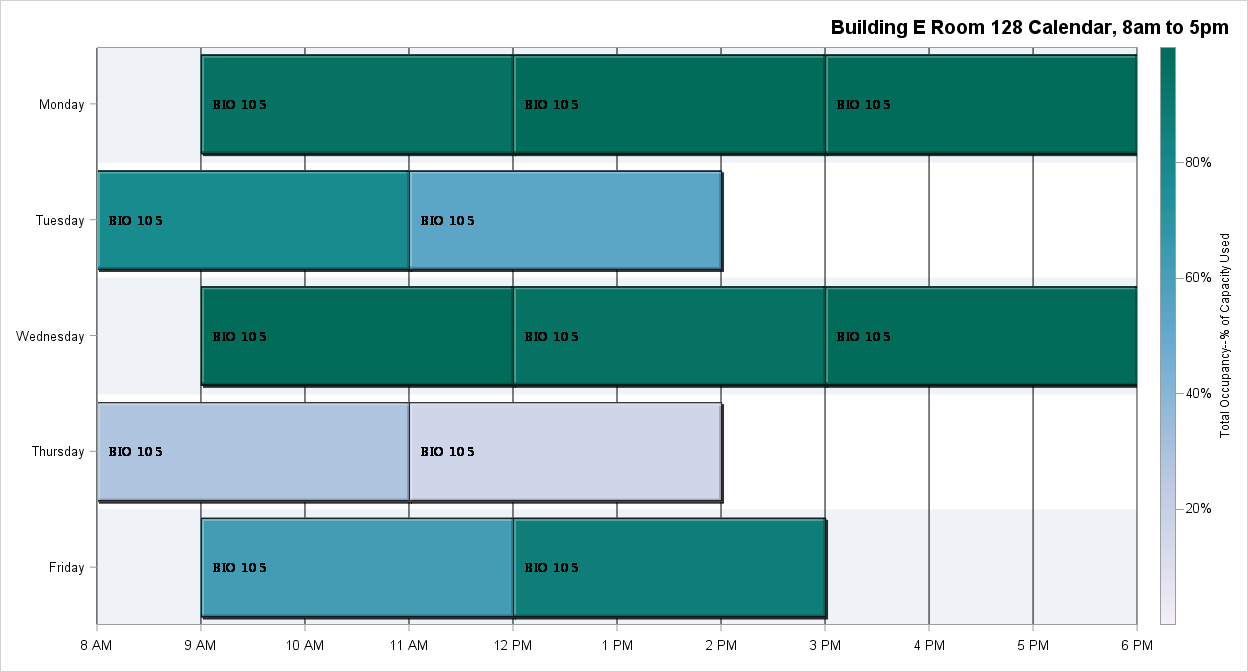 Building E Room 128 Calendar, 8am to 5pm
Monday
BIO 105
BIO 105
BIO 105
Tuesday
BIO 105
BIO 105
Wednesday
BIO 105
BIO 105
BIO 105
Thursday
BIO 105
BIO 105
Friday
BIO 105
BIO 105
8 AM
9 AM
10 AM
11 AM
12 PM
1 PM
2 PM
3 PM
4 PM
5 PM
6 PM
80%
60%
40%
20%
Total Occupancy--% of Capacity Used